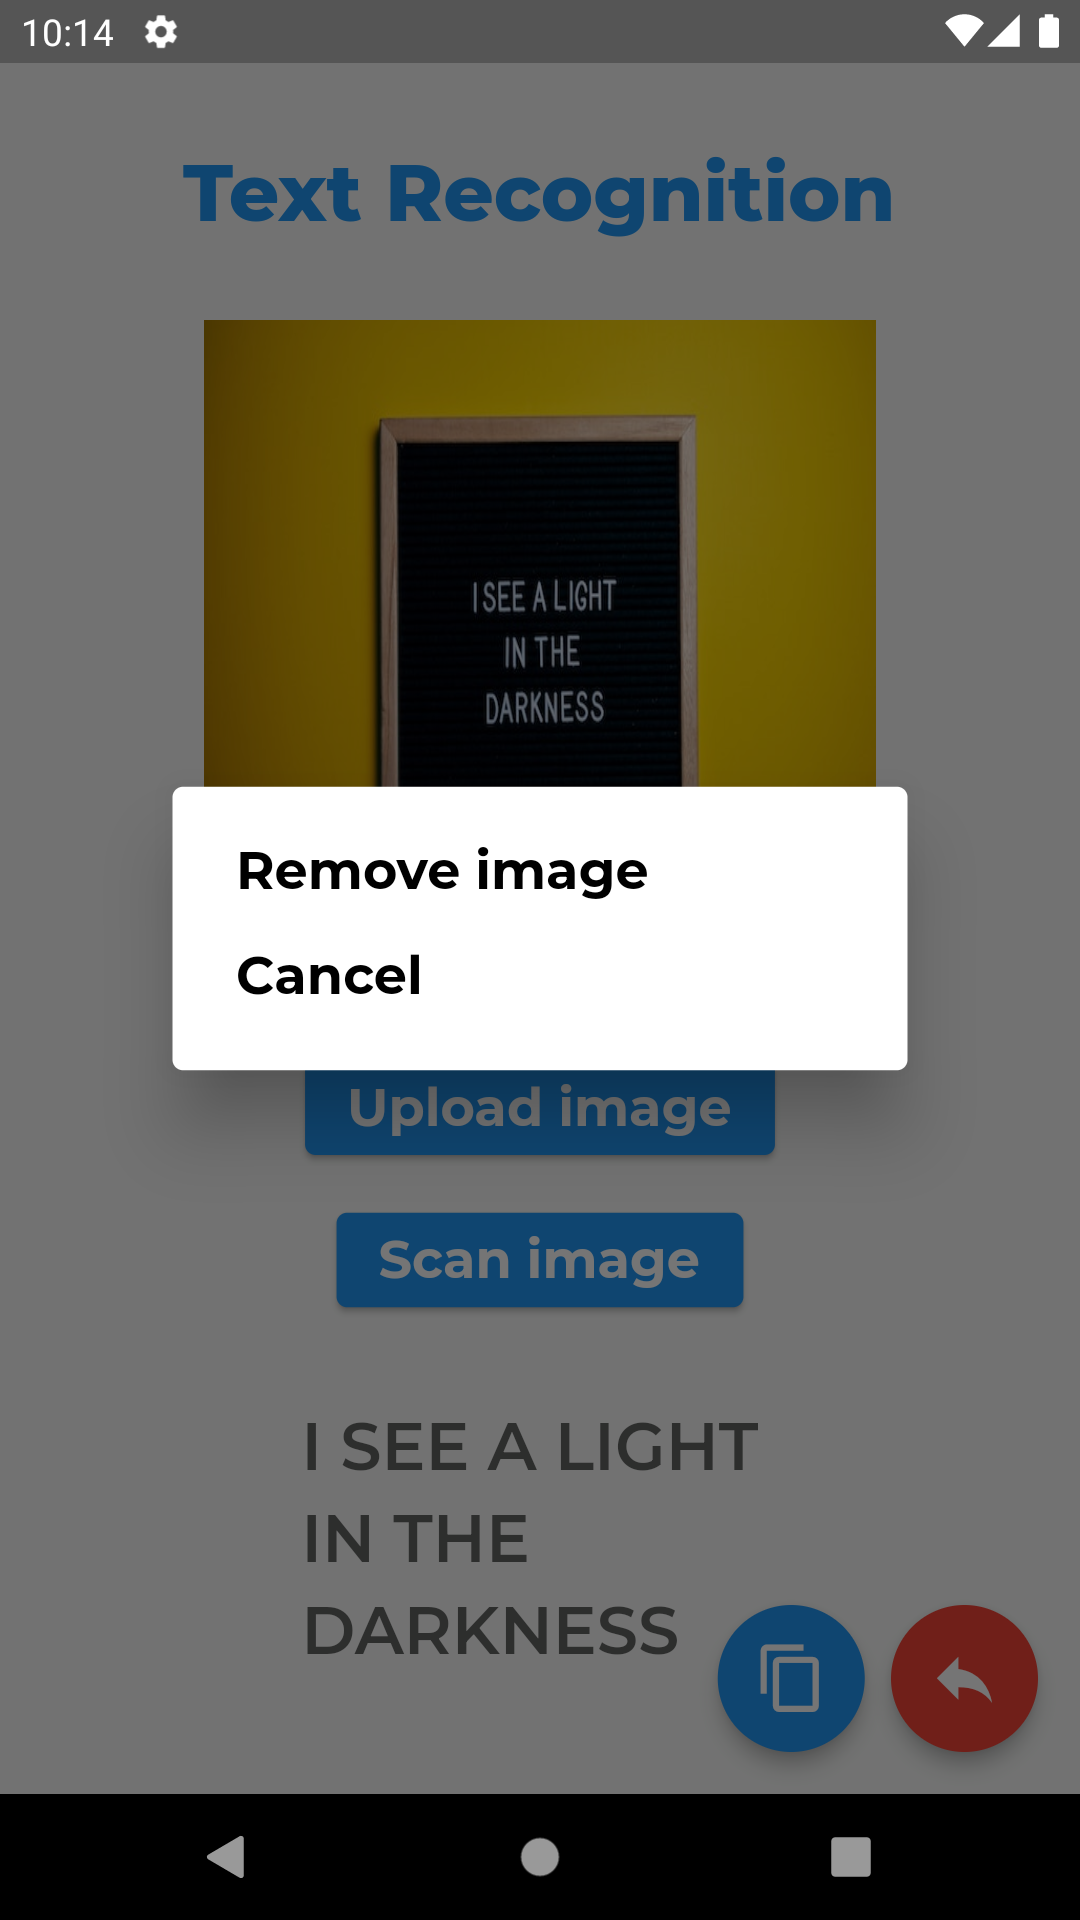 10:14
Text Recognition
I SEE A LIGHT
IN THE
DARKNESS
Remove image
Cancel
Upload image
Scan image
I SEE A LIGHT
IN THE
DARKNESS